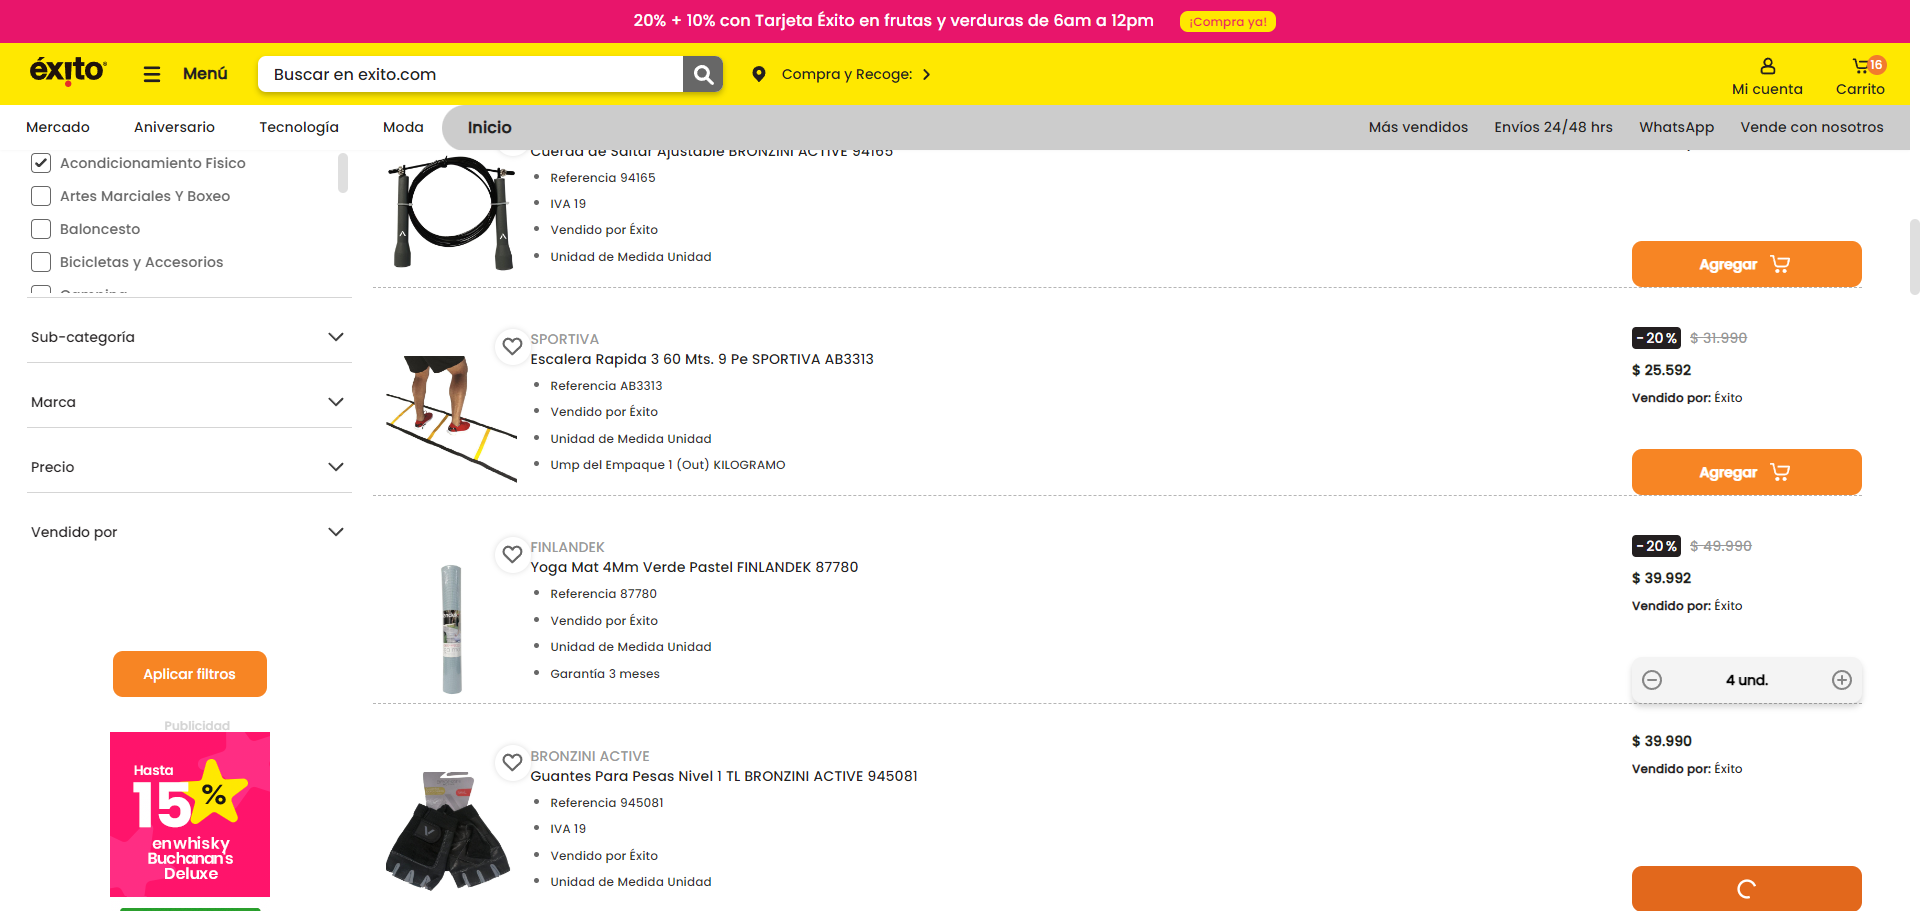 20% + 10% con Tarjeta Éxito en frutas y verduras de 6am a 12pm ¡Compra ya!
éxito
Menú
Buscar en exito.com
Compra y Recoge:
Mi cuenta
16
Carrito
Mercado
Aniversario
Tecnología
Moda
Inicio
Más vendidos
Envíos 24/48 hrs
WhatsApp
Vende con nosotros
Acondicionamiento Fisico
Artes Marciales Y Boxeo
Baloncesto
Bicicletas y Accesorios
Camping
Sub-categoría
Marca
Precio
Vendido por
Aplicar filtros
Publicidad
Hasta
15%
en whisky
Buchanan's
Deluxe
Cuerda de Saltar Ajustable BRONZINI ACTIVE 94165
Referencia 94165
IVA 19
Vendido por Éxito
Unidad de Medida Unidad
Agregar
SPORTIVA
Escalera Rapida 3 60 Mts. 9 Pe SPORTIVA AB3313
Referencia AB3313
Vendido por Éxito
Unidad de Medida Unidad
Ump del Empaque 1 (Out) KILOGRAMO
-20% $ 31.990
$ 25.592
Vendido por: Éxito
Agregar
FINLANDEK
Yoga Mat 4Mm Verde Pastel FINLANDEK 87780
Referencia 87780
Vendido por Éxito
Unidad de Medida Unidad
Garantía 3 meses
-20% $ 49.990
$ 39.992
Vendido por: Éxito
4 und.
BRONZINI ACTIVE
Guantes Para Pesas Nivel 1 TL BRONZINI ACTIVE 945081
Referencia 945081
IVA 19
Vendido por Éxito
Unidad de Medida Unidad
$ 39.990
Vendido por: Éxito